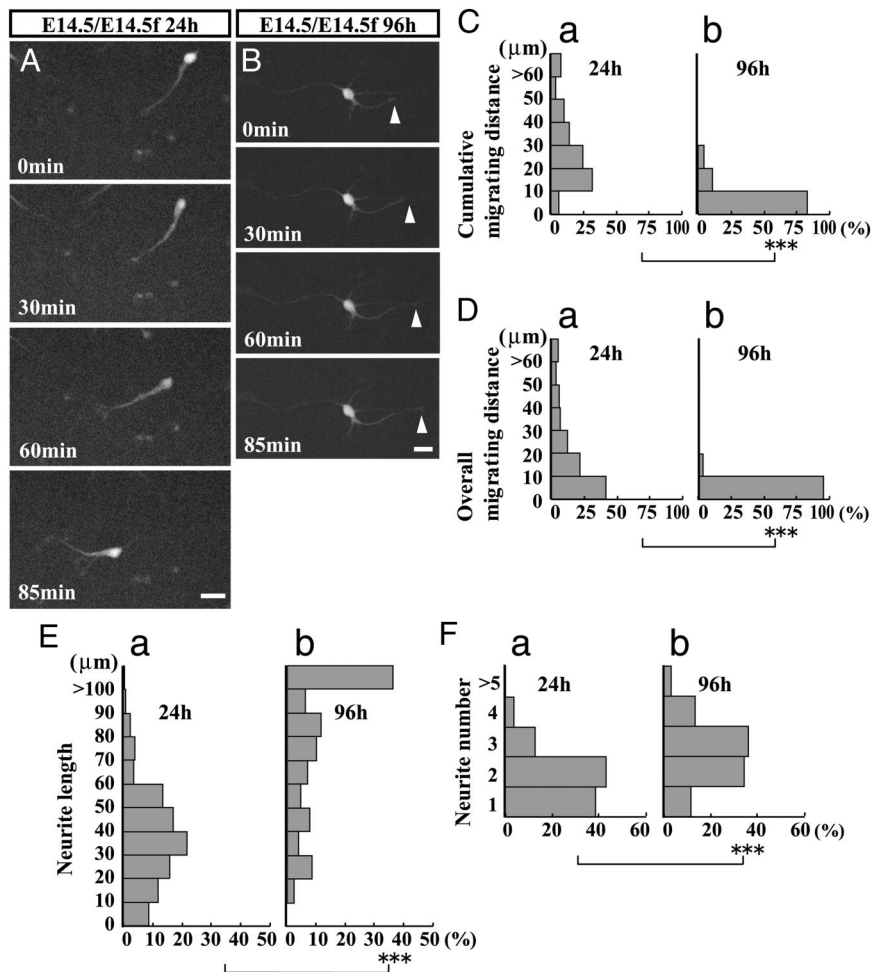 E14.5/E14.5f 24h
A
0min
30min
60min
85min
E14.5/E14.5f 96h
B
0min
30min
60min
85min
C
a
b
(μm)
>60
50
40
30
20
10
0
24h
96h
Cumulative
migrating distance
0 25 50 75 100
0 25 50 75 100 (%)
***
D
a
b
(μm)
>60
50
40
30
20
10
0
24h
96h
Overall
migrating distance
0 25 50 75 100
0 25 50 75 100 (%)
***
E
a
b
(μm)
>100
90
80
70
60
50
40
30
20
10
0
24h
96h
Neurite length
0 10 20 30 40 50
0 10 20 30 40 50 (%)
***
F
a
b
>5
4
3
2
1
24h
96h
Neurite number
0 20 40 60
0 20 40 60 (%)
***